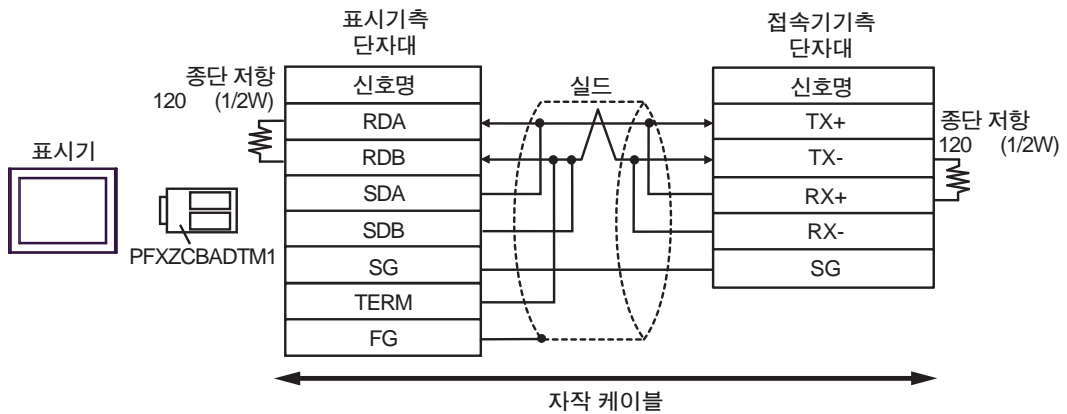 표시기측
단자대
접속기기측
단자대
종단 저항
120 (1/2W)
신호명
실드
신호명
RDA
TX+
종단 저항
120 (1/2W)
표시기
RDB
TX-
SDA
RX+
SDB
RX-
PFXZCBADTM1
SG
SG
TERM
FG
자작 케이블